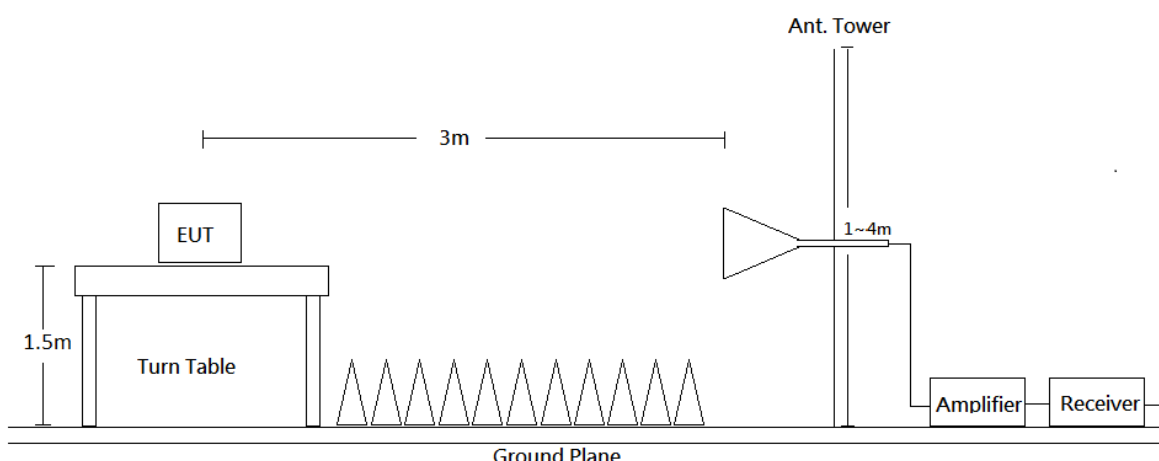 Ant. Tower
3m
EUT
1~4m
1.5m
Turn Table
Amplifier
Receiver
Ground Plane